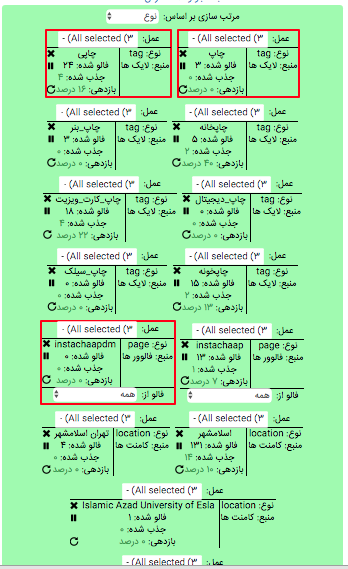 مرتب سازی بر اساس: نوع
عمل: All selected (۳) -
چاپ
نوع: tag
منبع: لایک ها
فالو شده: ۳
جذب شده: ۰
بازدهی: ۰ درصد
عمل: All selected (۳) -
چاپی
نوع: tag
منبع: لایک ها
فالو شده: ۲۴
جذب شده: ۴
بازدهی: ۱۶ درصد
عمل: All selected (۳) -
چاپخانه
نوع: tag
منبع: لایک ها
فالو شده: ۵
جذب شده: ۲
بازدهی: ۴۰ درصد
عمل: All selected (۳) -
چاپ_بنر
نوع: tag
منبع: لایک ها
فالو شده: ۳
جذب شده: ۰
بازدهی: ۰ درصد
عمل: All selected (۳) -
چاپ_دیجیتال
نوع: tag
منبع: لایک ها
فالو شده: ۰
جذب شده: ۰
بازدهی: ۰ درصد
عمل: All selected (۳) -
چاپ_کارت_ویزیت
نوع: tag
منبع: لایک ها
فالو شده: ۱۸
جذب شده: ۴
بازدهی: ۲۲ درصد
عمل: All selected (۳) -
چاپخونه
نوع: tag
منبع: لایک ها
فالو شده: ۱۵
جذب شده: ۲
بازدهی: ۱۳ درصد
عمل: All selected (۳) -
چاپ_سیلک
نوع: tag
منبع: لایک ها
فالو شده: ۰
جذب شده: ۰
بازدهی: ۰ درصد
عمل: All selected (۳) -
instachaap
نوع: page
منبع: فالوور ها
فالو شده: ۱۳
جذب شده: ۱
بازدهی: ۷ درصد
فالو از: همه
عمل: All selected (۳) -
instachaapdm
نوع: page
منبع: فالوور ها
فالو شده: ۰
جذب شده: ۰
بازدهی: ۰ درصد
فالو از: همه
عمل: All selected (۳) -
اسلامشهر
نوع: location
منبع: کامنت ها
فالو شده: ۱۳۱
جذب شده: ۱۴
بازدهی: ۱۰ درصد
عمل: All selected (۳) -
تهران اسلامشهر
نوع: location
منبع: کامنت ها
فالو شده: ۴
جذب شده: ۰
بازدهی: ۰ درصد
عمل: All selected (۳) -
Islamic Azad University of Esla
نوع: location
منبع: کامنت ها
فالو شده: ۱
جذب شده: ۰
بازدهی: ۰ درصد